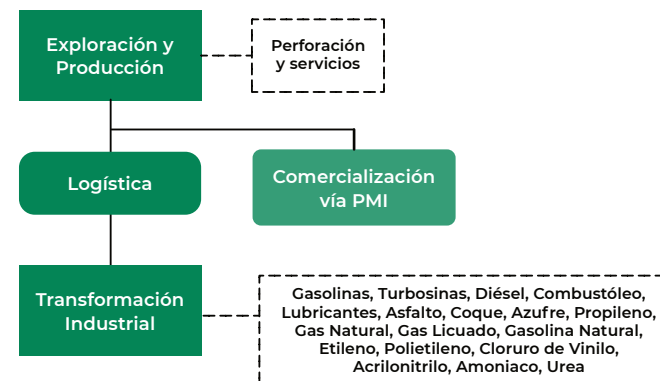 Exploración y
Producción
Perforación
y servicios
Logística
Comercialización
vía PMI
Transformación
Industrial
Gasolinas, Turbosinas, Diésel, Combustóleo,
Lubricantes, Asfalto, Coque, Azufre, Propileno,
Gas Natural, Gas Licuado, Gasolina Natural,
Etileno, Polietileno, Cloruro de Vinilo,
Acrilonitrilo, Amoniaco, Urea